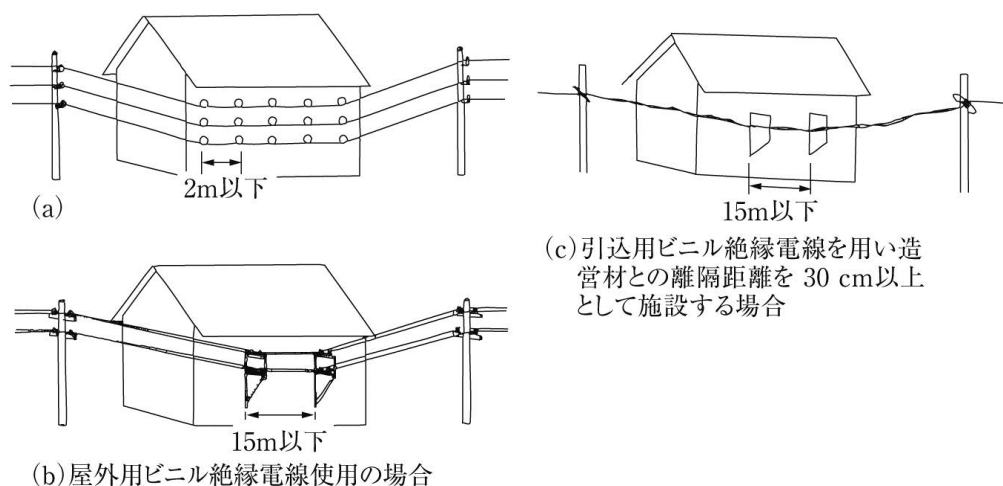 2m以下
(a)
15m以下
(c)引込用ビニル絶縁電線を用い造
営材との離隔距離を 30 cm以上
として施設する場合
15m以下
(b)屋外用ビニル絶縁電線使用の場合